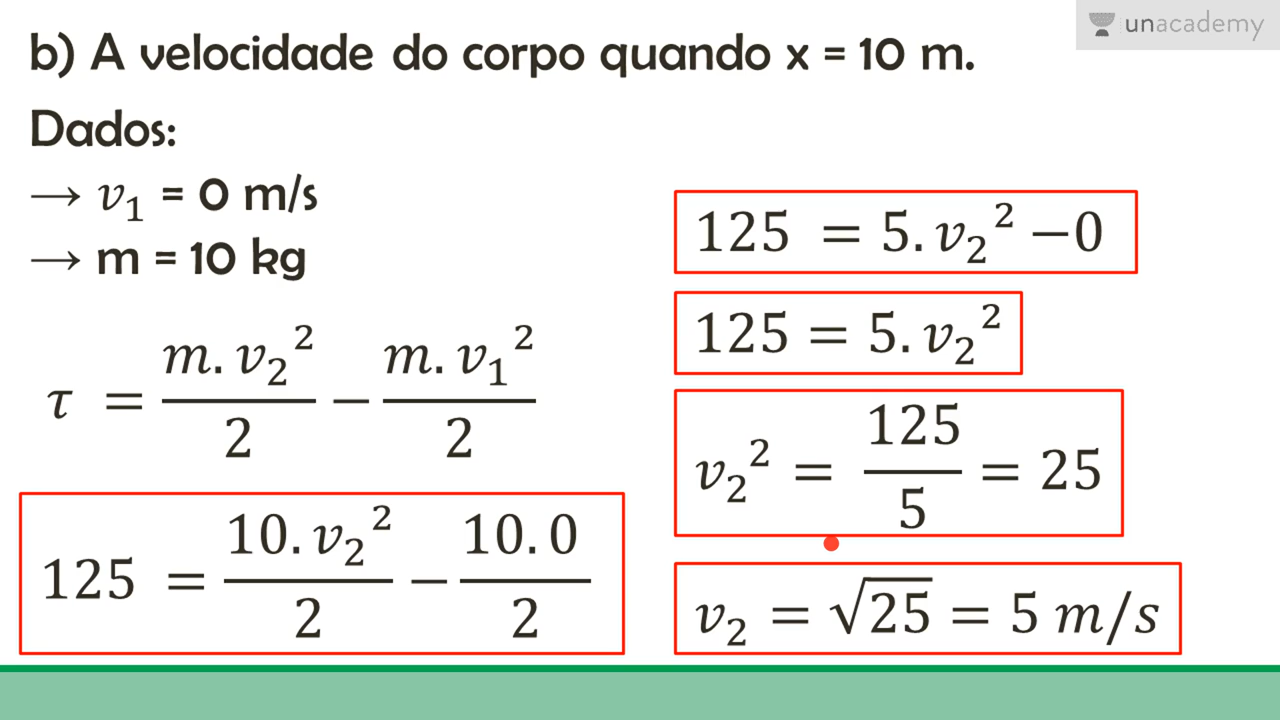 unacademy
b) A velocidade do corpo quando x = 10 m.
Dados:
→ v₁ = 0 m/s
→ m = 10 kg
τ = (m. v₂²)/2 − (m. v₁²)/2
125 = (10. v₂²)/2 − (10. 0)/2
125 = 5. v₂² −0
125 = 5. v₂²
v₂² = 125/5 = 25
v₂ = √25 = 5 m/s